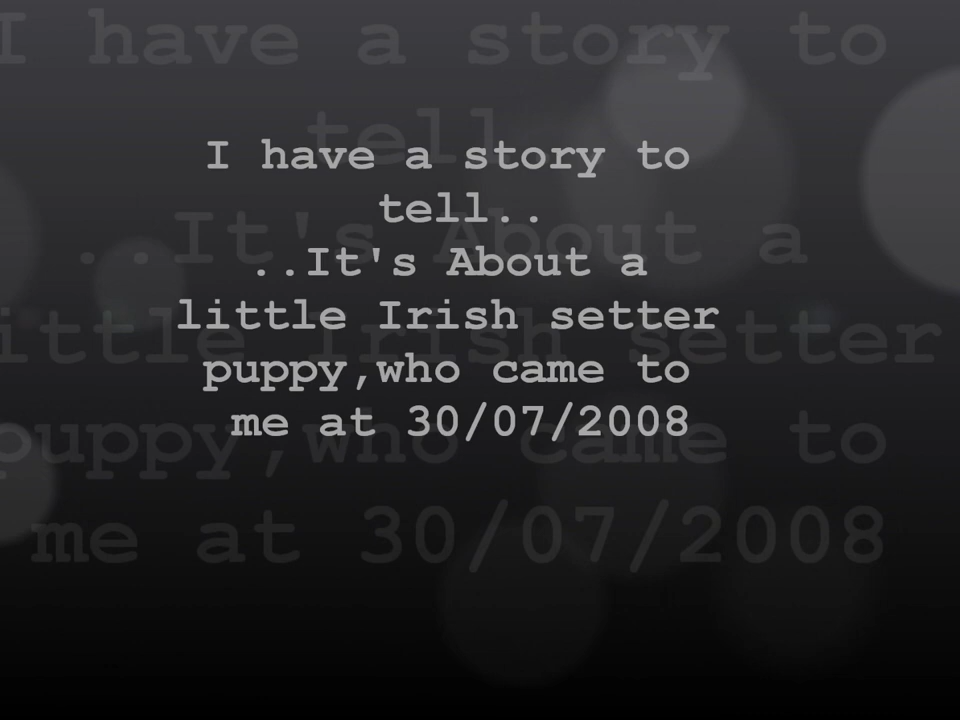 I have a story to
tell..
..It's About a
little Irish setter
puppy,who came to
me at 30/07/2008